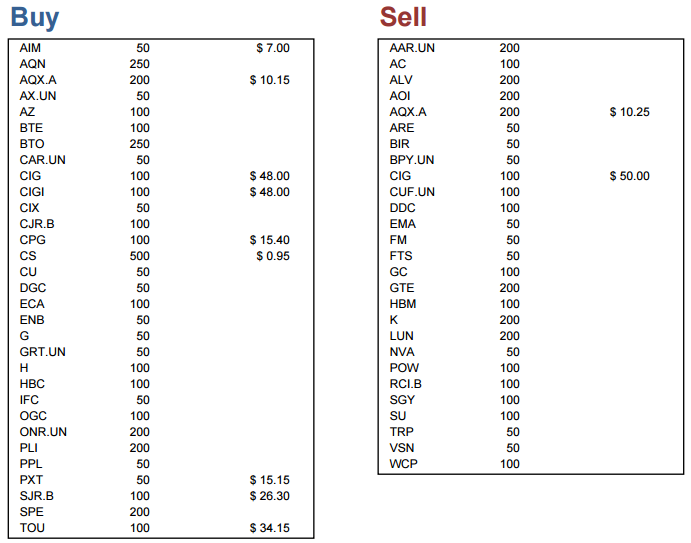 Buy
AIM 50 $ 7.00
AQN 250
AQX.A 200 $ 10.15
AX.UN 50
AZ 100
BTE 100
BTO 250
CAR.UN 50
CIG 100 $ 48.00
CIGI 100 $ 48.00
CIX 50
CJR.B 100
CPG 100 $ 15.40
CS 500 $ 0.95
CU 50
DGC 50
ECA 100
ENB 50
G 50
GRT.UN 50
H 100
HBC 100
IFC 50
OGC 100
ONR.UN 200
PLI 200
PPL 50
PXT 50 $ 15.15
SJR.B 100 $ 26.30
SPE 200
TOU 100 $ 34.15
Sell
AAR.UN 200
AC 100
ALV 200
AOI 200
AQX.A 200 $ 10.25
ARE 50
BIR 50
BPY.UN 50
CIG 100 $ 50.00
CUF.UN 100
DDC 100
EMA 50
FM 50
FTS 50
GC 100
GTE 200
HBM 100
K 200
LUN 200
NVA 50
POW 100
RCI.B 100
SGY 100
SU 100
TRP 50
VSN 50
WCP 100